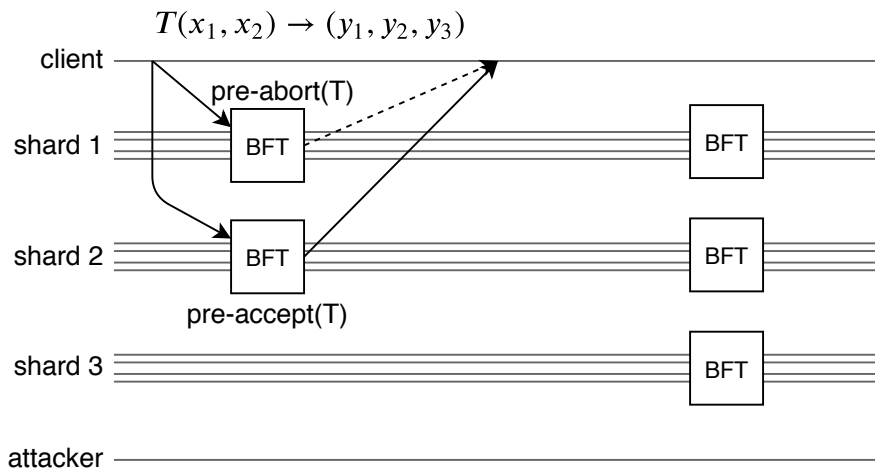 T(x₁, x₂) → (y₁, y₂, y₃)
client
pre-abort(T)
shard 1
BFT
BFT
shard 2
BFT
BFT
pre-accept(T)
shard 3
BFT
attacker